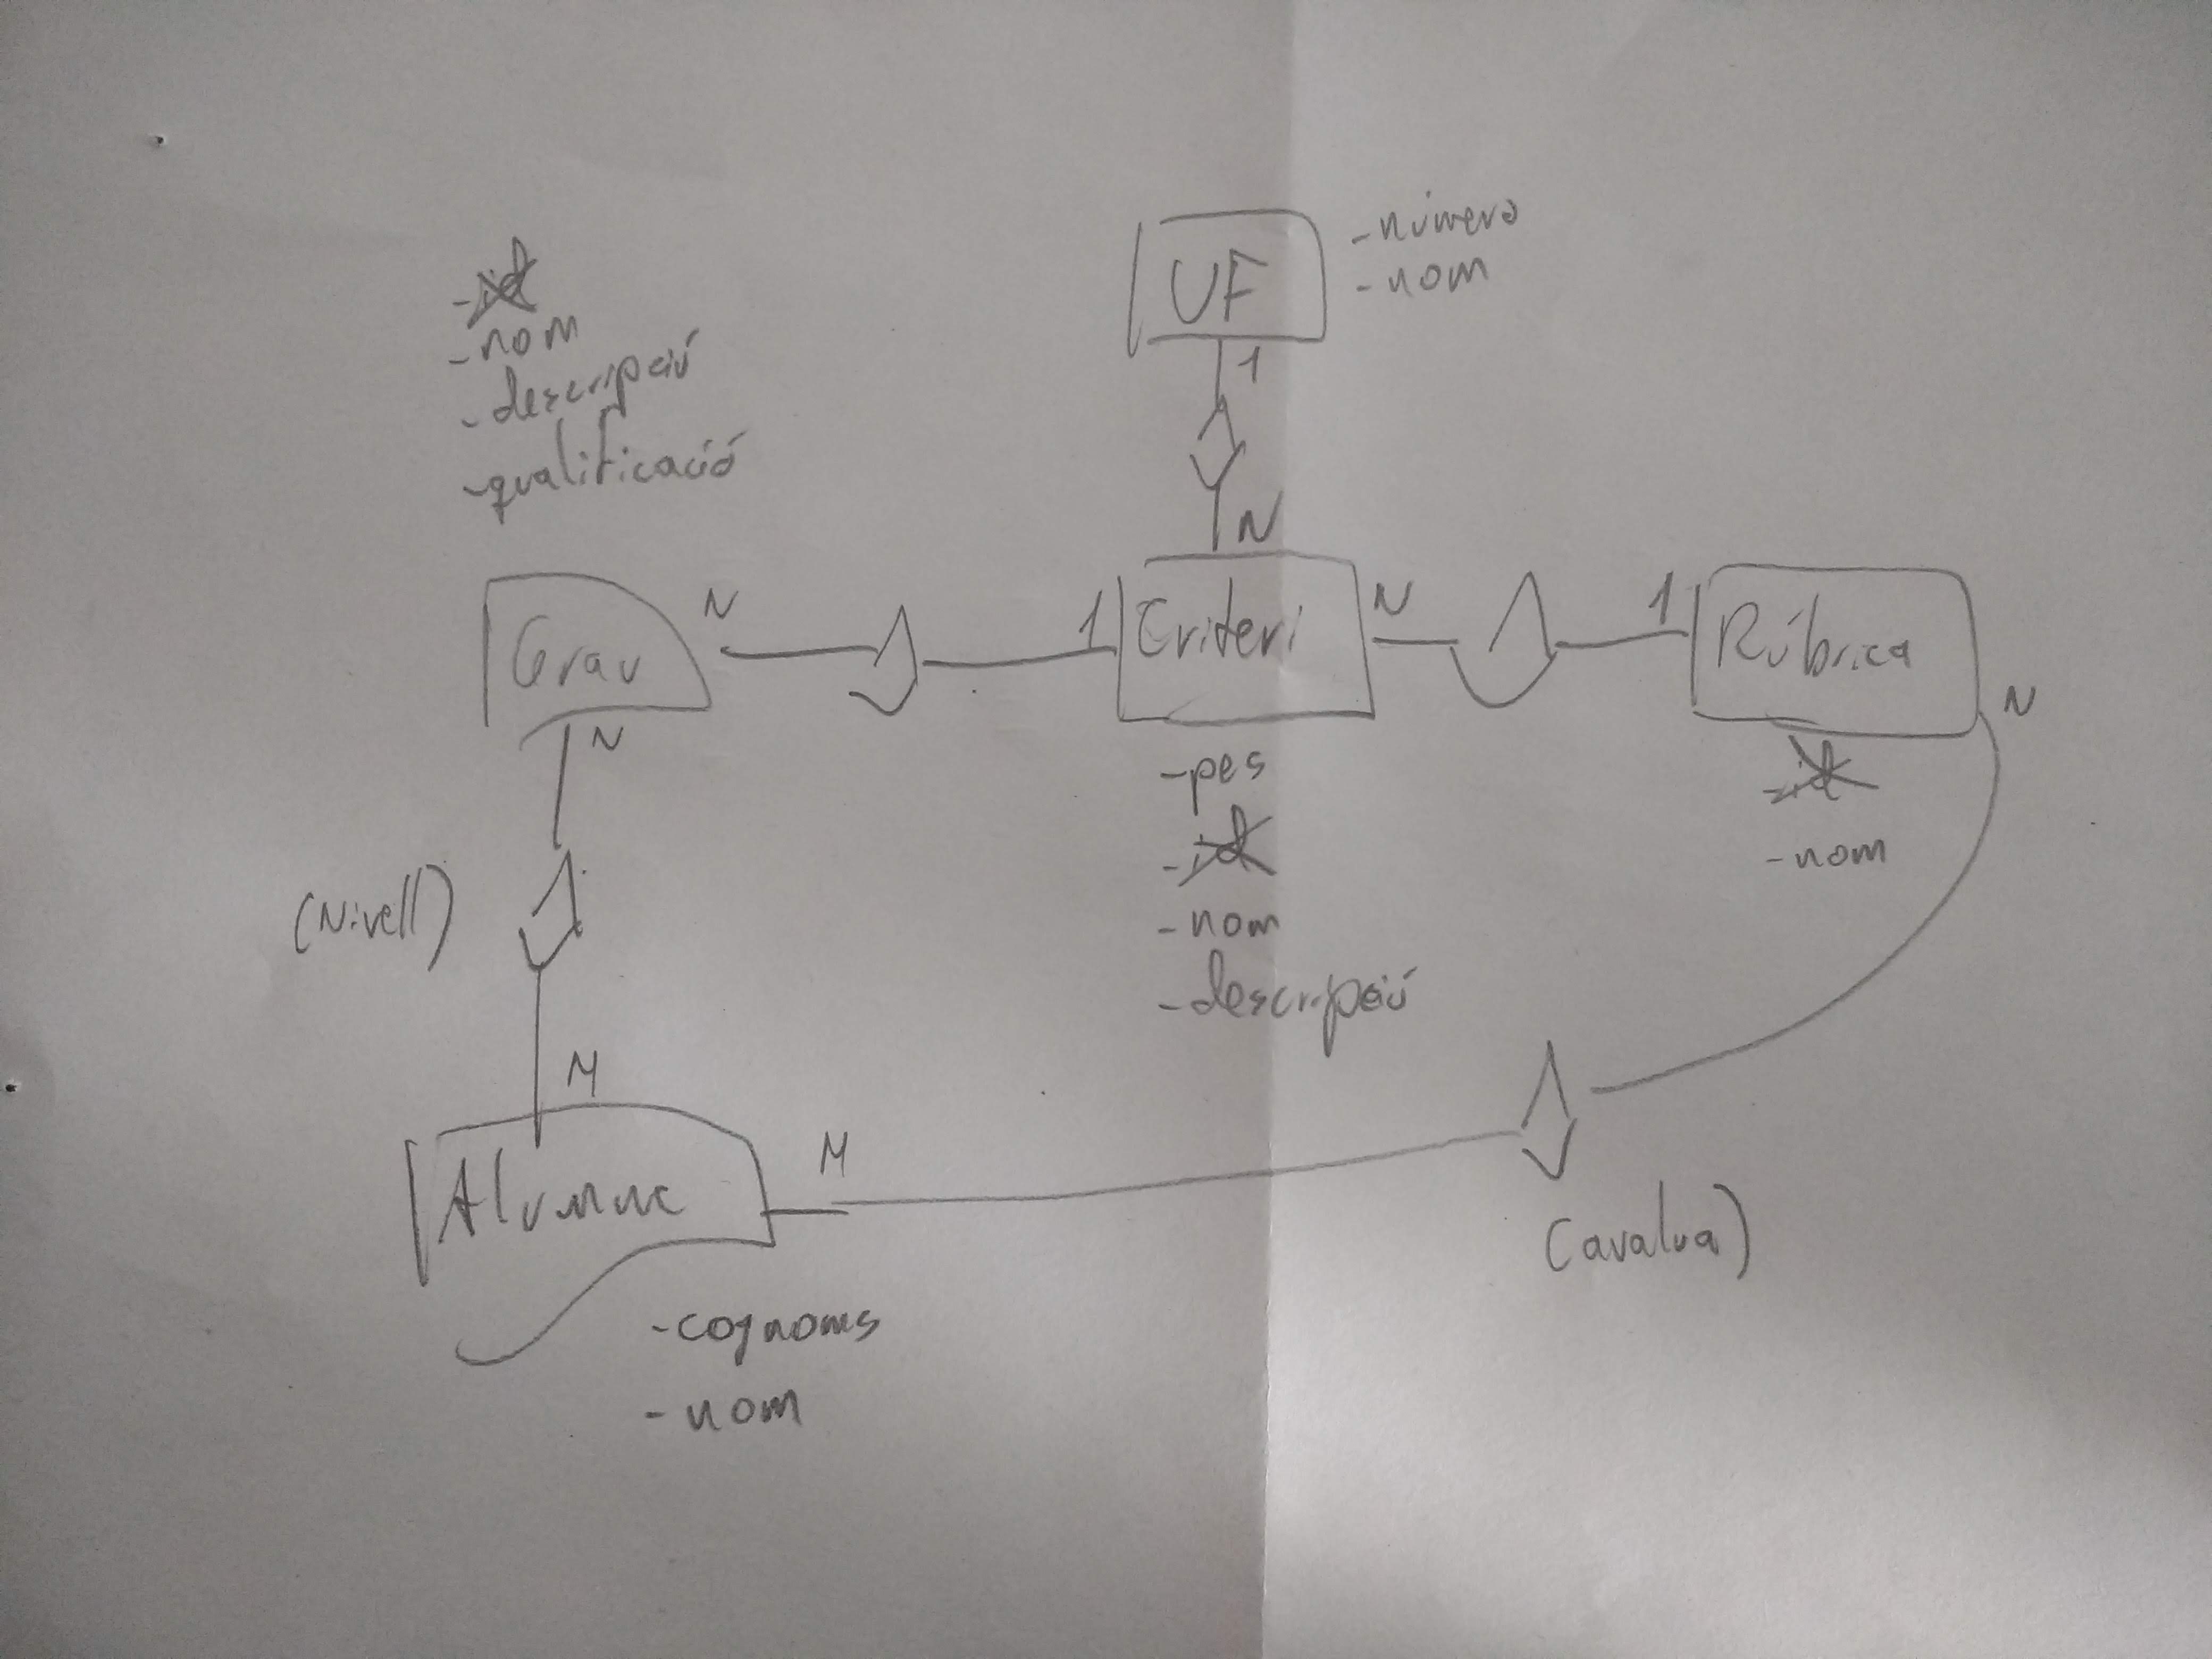 UF
-número
-nom
1
N
-id
-nom
-descripció
-qualificació
Grau
N
1
Criteri
N
1
Rúbrica
N
N
-pes
-id
-nom
-descripció
-id
-nom
(Nivell)
M
Alumne
M
(avalua)
-cognoms
-nom